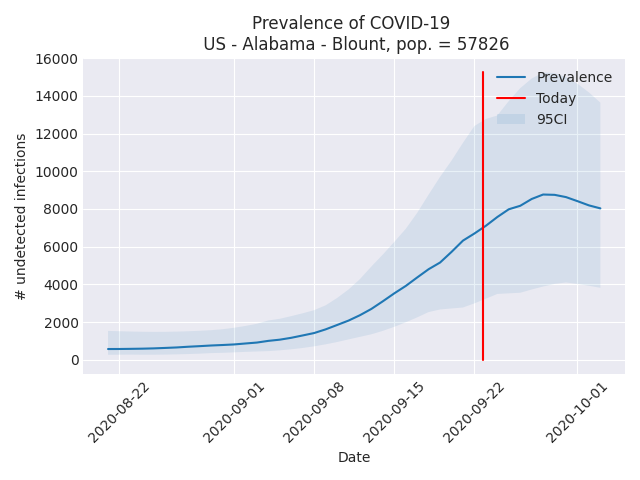 Prevalence of COVID-19
US - Alabama - Blount, pop. = 57826
16000
14000
12000
10000
8000
6000
4000
2000
0
# undetected infections
Prevalence
Today
95CI
2020-08-22
2020-09-01
2020-09-08
2020-09-15
2020-09-22
2020-10-01
Date